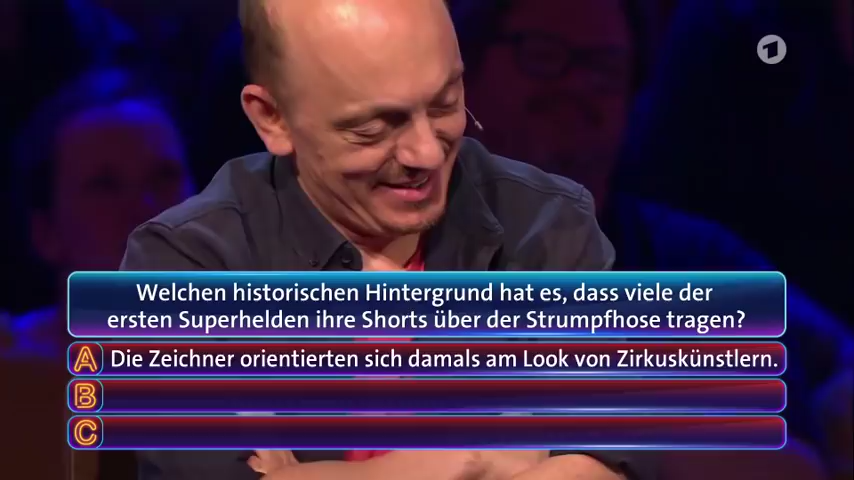 1
Welchen historischen Hintergrund hat es, dass viele der
ersten Superhelden ihre Shorts über der Strumpfhose tragen?
A Die Zeichner orientierten sich damals am Look von Zirkuskünstlern.
B
C